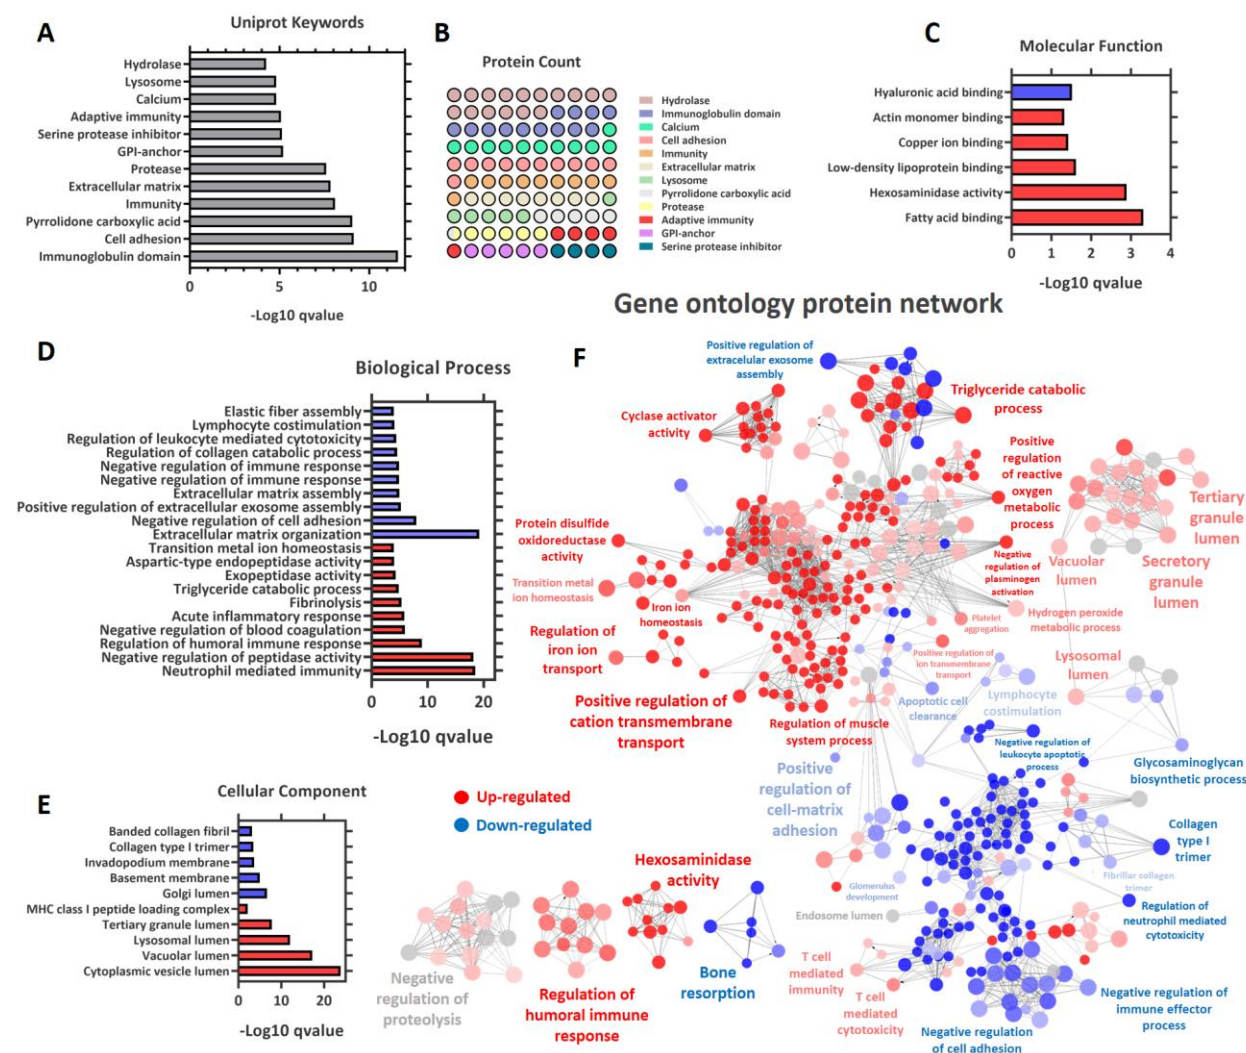 A
Uniprot Keywords
Hydrolase
Lysosome
Calcium
Adaptive immunity
Serine protease inhibitor
GPI-anchor
Protease
Extracellular matrix
Immunity
Pyrrolidone carboxylic acid
Cell adhesion
Immunoglobulin domain
0 5 10
-Log10 qvalue
B
Protein Count
Hydrolase
Immunoglobulin domain
Calcium
Cell adhesion
Immunity
Extracellular matrix
Lysosome
Pyrrolidone carboxylic acid
Protease
Adaptive immunity
GPI-anchor
Serine protease inhibitor
C
Molecular Function
Hyaluronic acid binding
Actin monomer binding
Copper ion binding
Low-density lipoprotein binding
Hexosaminidase activity
Fatty acid binding
0 1 2 3 4
-Log10 qvalue
Gene ontology protein network
D
Biological Process
Elastic fiber assembly
Lymphocyte costimulation
Regulation of leukocyte mediated cytotoxicity
Regulation of collagen catabolic process
Negative regulation of immune response
Negative regulation of immune response
Extracellular matrix assembly
Positive regulation of extracellular exosome assembly
Negative regulation of cell adhesion
Extracellular matrix organization
Transition metal ion homeostasis
Aspartic-type endopeptidase activity
Exopeptidase activity
Triglyceride catabolic process
Fibrinolysis
Acute inflammatory response
Negative regulation of blood coagulation
Regulation of humoral immune response
Negative regulation of peptidase activity
Neutrophil mediated immunity
0 10 20
-Log10 qvalue
E
Cellular Component
Banded collagen fibril
Collagen type I trimer
Invadopodium membrane
Basement membrane
Golgi lumen
MHC class I peptide loading complex
Tertiary granule lumen
Lysosomal lumen
Vacuolar lumen
Cytoplasmic vesicle lumen
0 10 20
-Log10 qvalue
Up-regulated
Down-regulated
F
Positive regulation of
extracelular exosome
assembly
Cyclase activator
activity
Triglyceride catabolic
process
Positive
regulation
of reactive
oxygen
metabolic
process
Tertiary
granule
lumen
Protein disulfide
oxidoreductase
activity
Negative
regulation
of plasminogen
activation
Vacuolar
lumen
Secretory
granule
lumen
Transition metal
ion homeostasis
Iron ion
homeostasis
Platelet
aggregation
Hydrogen peroxide
metabolic process
Regulation of
iron ion
transport
Positive regulation of
ion transmembrane
transport
Lysosomal
lumen
Positive regulation of
cation transmembrane
transport
Regulation of muscle
system process
Apoptotic cell
clearance
Lymphocyte
costimulation
Negative regulation of
leukocyte apoptotic
process
Glycosaminoglycan
biosynthetic process
Positive
regulation of
cell-matrix
adhesion
Collagen
type I
trimer
Hexosaminidase
activity
Glomerulus
development
Fibrillar collagen
trimer
Endosome lumen
Regulation of
neutrophil mediated
cytotoxicity
Negative
regulation of
proteolysis
Regulation of
humoral immune
response
Bone
resorption
T cell
mediated
immunity
T cell
mediated
cytotoxicity
Negative regulation
of cell adhesion
Negative regulation of
immune effector
process